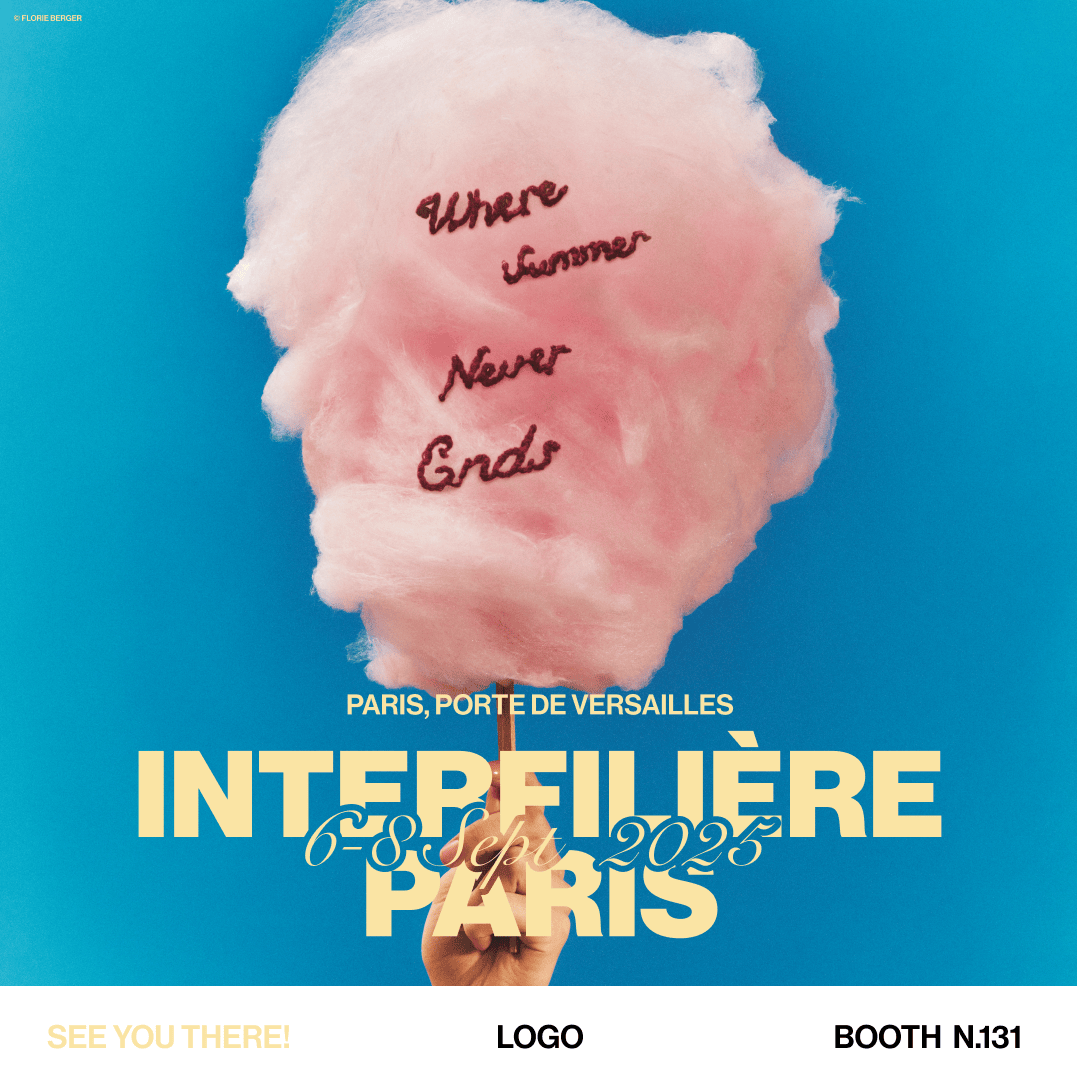 © FLORIE BERGER
Where
Summer
Never
Ends
PARIS, PORTE DE VERSAILLES
INTERFILIÈRE
6-8 Sept 2025
PARIS
SEE YOU THERE!
LOGO
BOOTH N.131